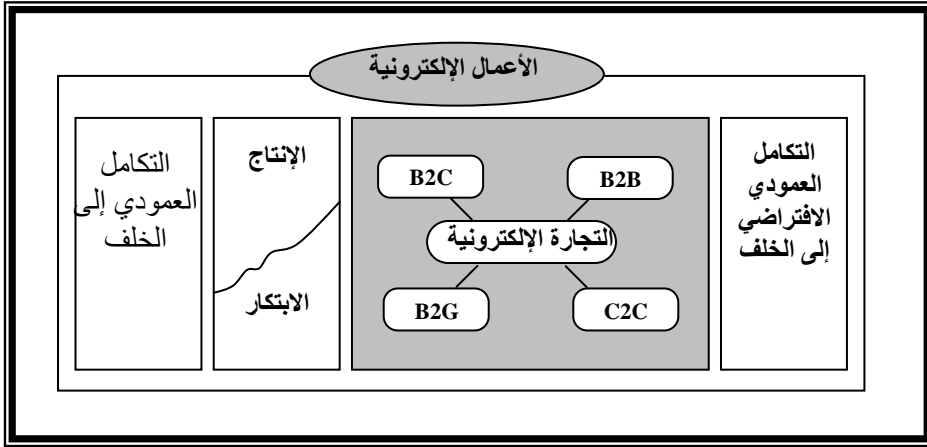 الأعمال الإلكترونية
التكامل
العمودي
الافتراضي
إلى الخلف
B2C
B2B
التجارة الإلكترونية
B2G
C2C
الإنتاج
الابتكار
التكامل
العمودي إلى
الخلف